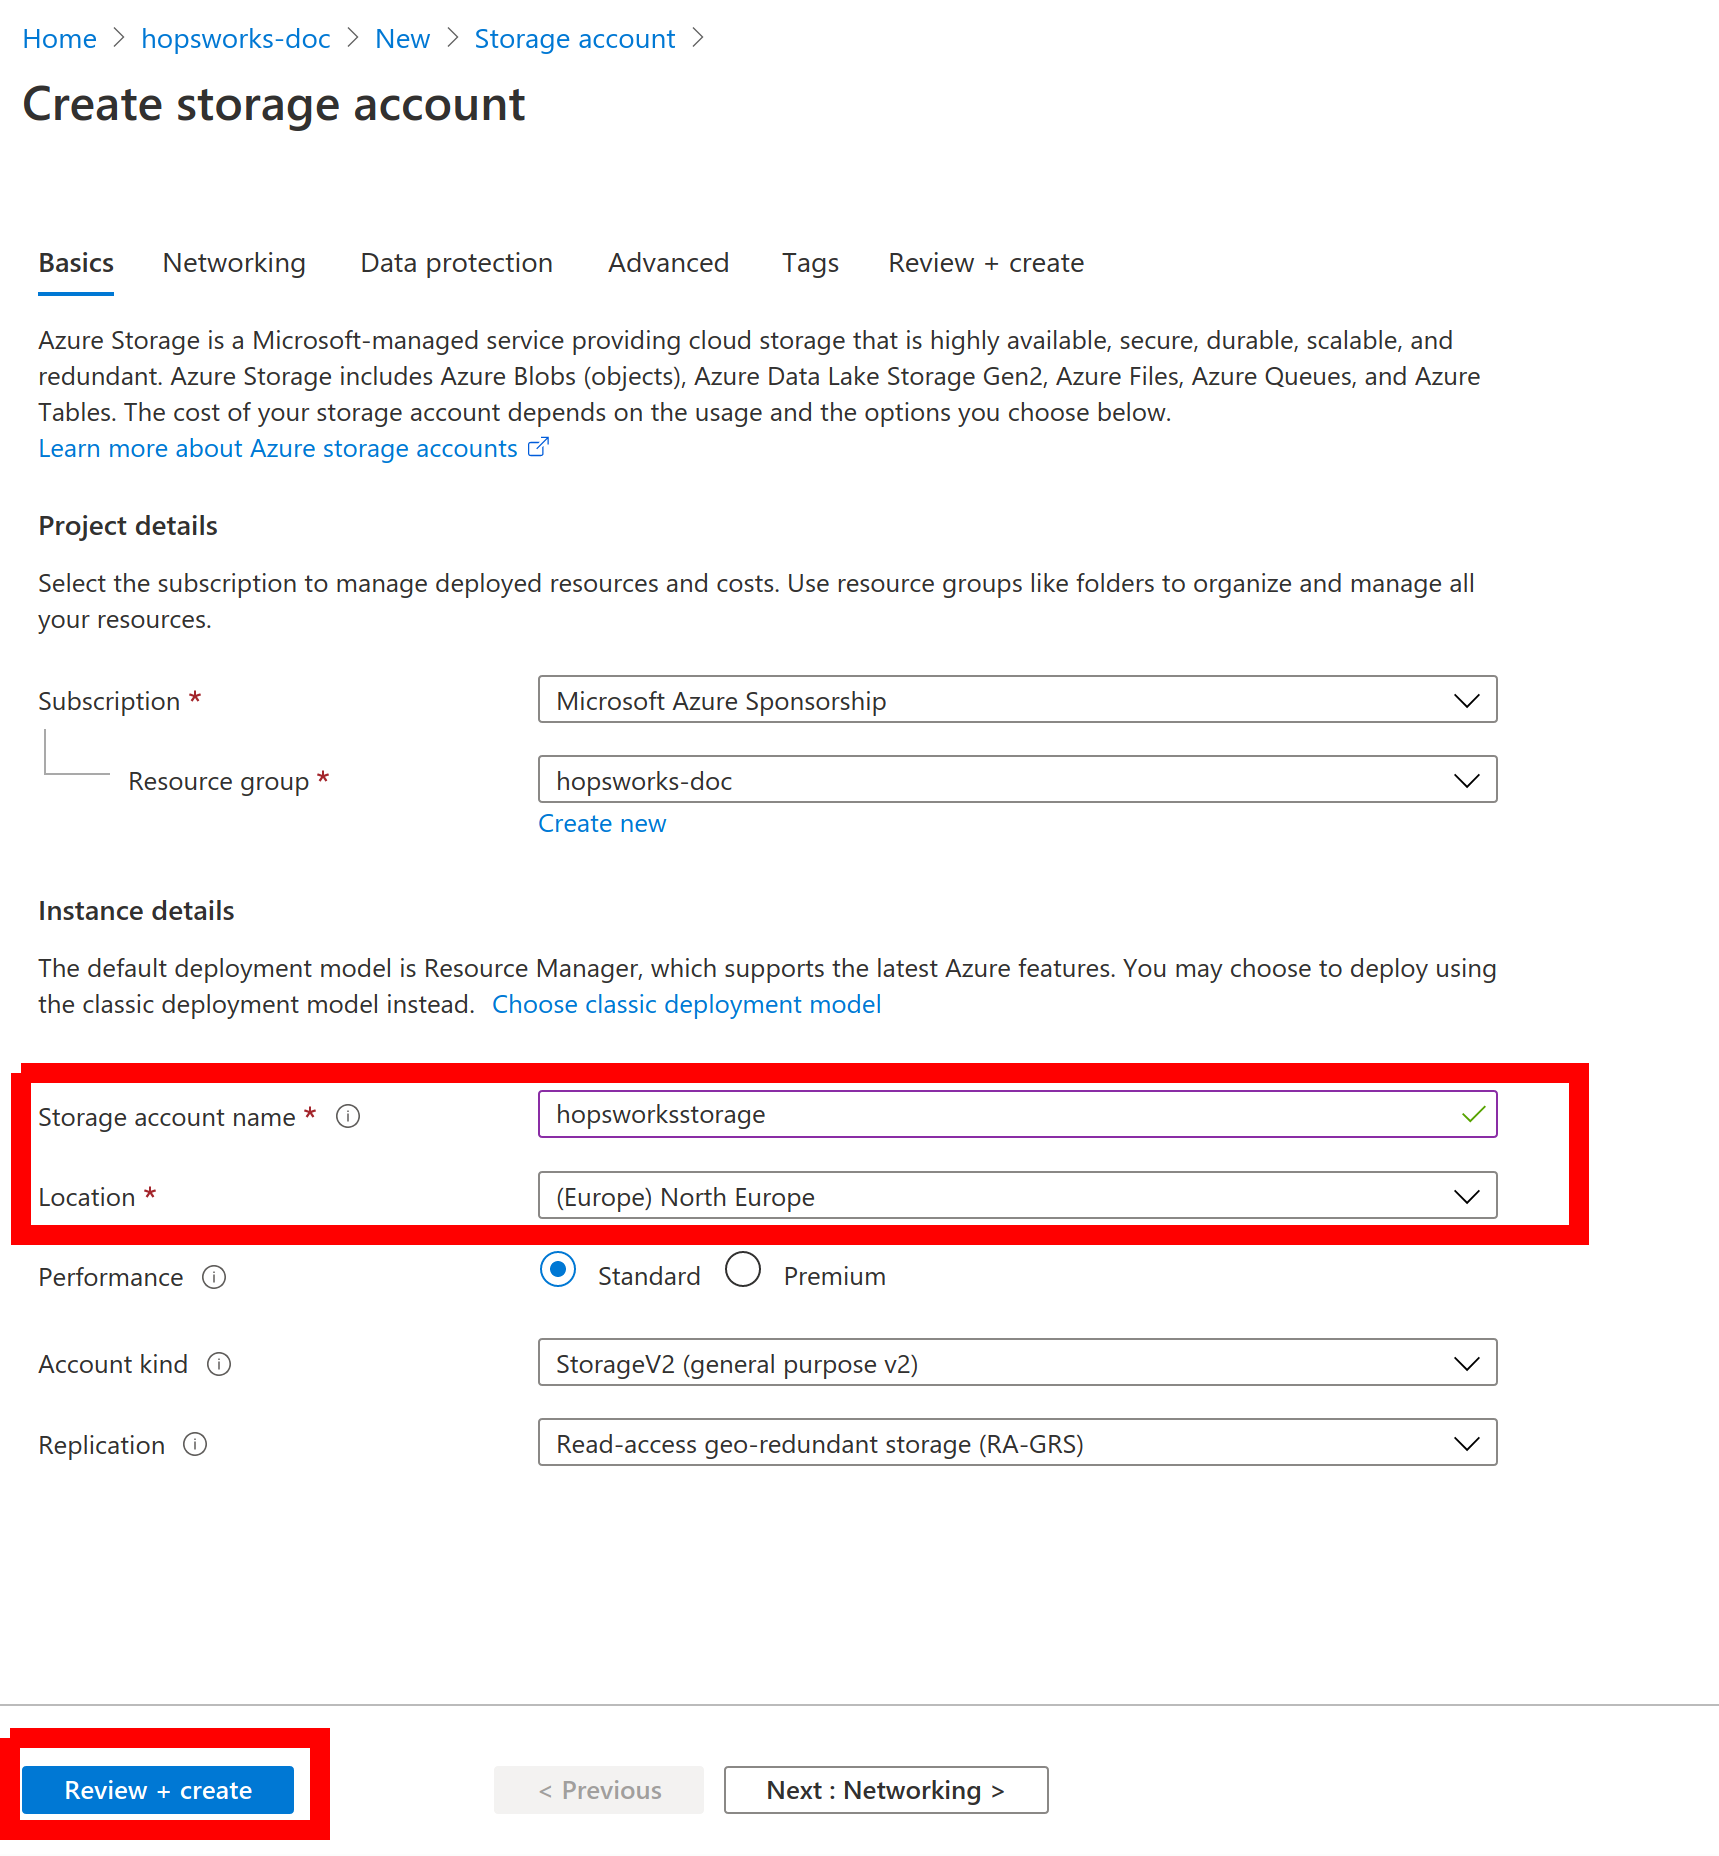 Home > hopsworks-doc > New > Storage account >
Create storage account
Basics Networking Data protection Advanced Tags Review + create
Azure Storage is a Microsoft-managed service providing cloud storage that is highly available, secure, durable, scalable, and
redundant. Azure Storage includes Azure Blobs (objects), Azure Data Lake Storage Gen2, Azure Files, Azure Queues, and Azure
Tables. The cost of your storage account depends on the usage and the options you choose below.
Learn more about Azure storage accounts
Project details
Select the subscription to manage deployed resources and costs. Use resource groups like folders to organize and manage all
your resources.
Subscription * Microsoft Azure Sponsorship
Resource group * hopsworks-doc
Create new
Instance details
The default deployment model is Resource Manager, which supports the latest Azure features. You may choose to deploy using
the classic deployment model instead. Choose classic deployment model
Storage account name * hopsworksstorage
Location * (Europe) North Europe
Performance Standard Premium
Account kind StorageV2 (general purpose v2)
Replication Read-access geo-redundant storage (RA-GRS)
Review + create < Previous Next : Networking >